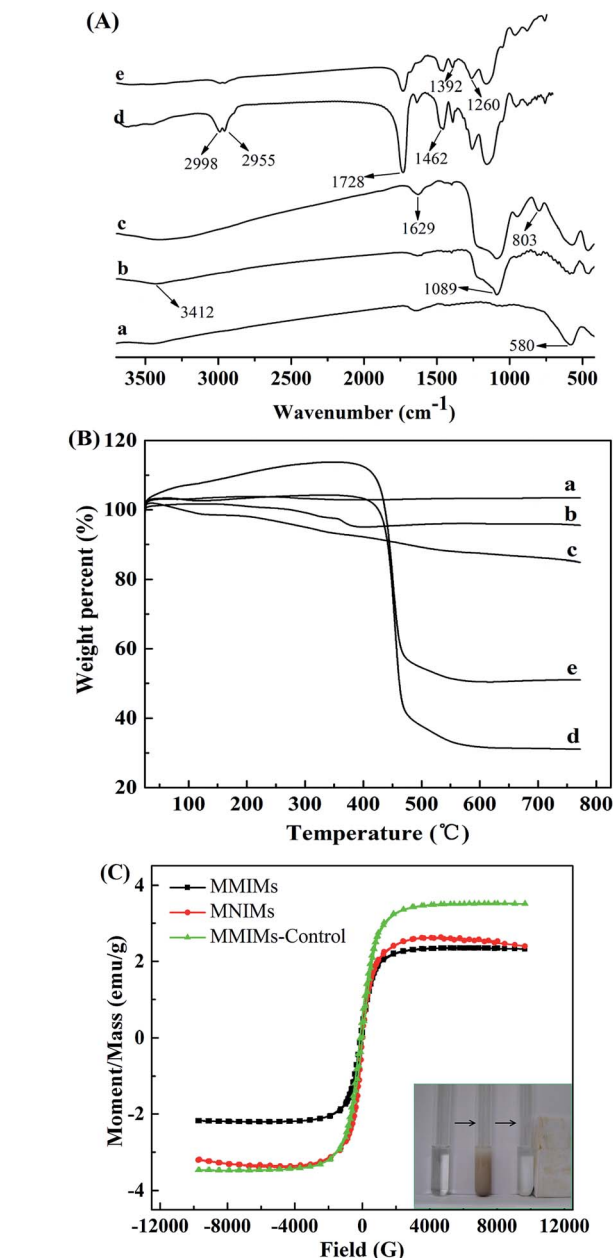 (A)
e
1392
1260
d
2998
2955
1462
1728
c
1629
803
b
3412
1089
a
580
3500 3000 2500 2000 1500 1000 500
Wavenumber (cm-1)
(B)
120
100
80
60
40
20
Weight percent (%)
a
b
c
e
d
100 200 300 400 500 600 700 800
Temperature (℃)
(C)
4
2
0
-2
-4
Moment/Mass (emu/g)
MMIMs
MNIMs
MMIMs-Control
-12000 -8000 -4000 0 4000 8000 12000
Field (G)